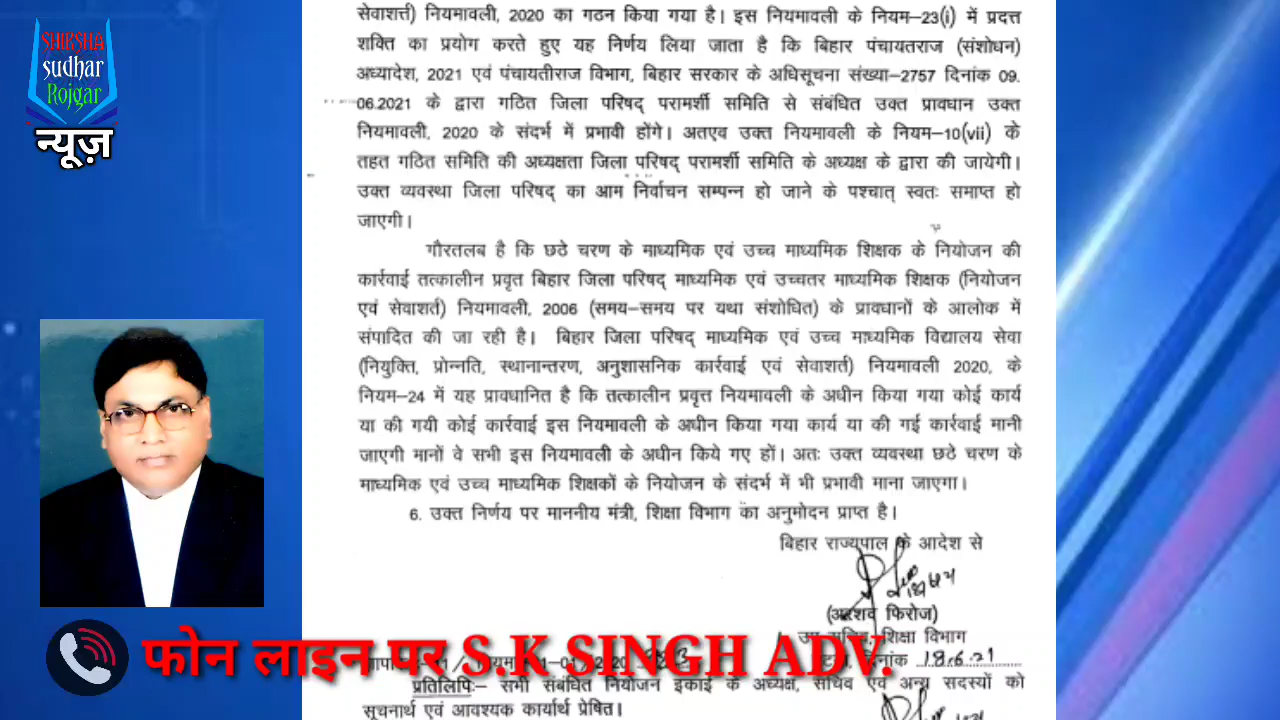 SHIKSHA
sudhar
Rojgar
न्यूज़
सेवाशर्त्त) नियमावली, 2020 का गठन किया गया है। इस नियमावली के नियम–23(i) में प्रदत्त
शक्ति का प्रयोग करते हुए यह निर्णय लिया जाता है कि बिहार पंचायतराज (संशोधन)
अध्यादेश, 2021 एवं पंचायतीराज विभाग, बिहार सरकार के अधिसूचना संख्या–2757 दिनांक 09.
06.2021 के द्वारा गठित जिला परिषद् परामर्शी समिति से संबंधित उक्त प्रावधान उक्त
नियमावली, 2020 के संदर्भ में प्रभावी होंगे। अतएव उक्त नियमावली के नियम–10(vii) के
तहत गठित समिति की अध्यक्षता जिला परिषद् परामर्शी समिति के अध्यक्ष के द्वारा की जायेगी।
उक्त व्यवस्था जिला परिषद् का आम निर्वाचन सम्पन्न हो जाने के पश्चात् स्वतः समाप्त हो
जाएगी।
गौरतलब है कि छठे चरण के माध्यमिक एवं उच्च माध्यमिक शिक्षक के नियोजन की
कार्रवाई तत्कालीन प्रवृत बिहार जिला परिषद् माध्यमिक एवं उच्चतर माध्यमिक शिक्षक (नियोजन
एवं सेवाशर्त) नियमावली, 2006 (समय–समय पर यथा संशोधित) के प्रावधानों के आलोक में
संपादित की जा रही है। बिहार जिला परिषद् माध्यमिक एवं उच्च माध्यमिक विद्यालय सेवा
(नियुक्ति, प्रोन्नति, स्थानान्तरण, अनुशासनिक कार्रवाई एवं सेवाशर्त) नियमावली 2020, के
नियम–24 में यह प्रावधानित है कि तत्कालीन प्रवृत्त नियमावली के अधीन किया गया कोई कार्य
या की गयी कोई कार्रवाई इस नियमावली के अधीन किया गया कार्य या की गई कार्रवाई मानी
जाएगी मानों वे सभी इस नियमावली के अधीन किये गए हों। अतः उक्त व्यवस्था छठे चरण के
माध्यमिक एवं उच्च माध्यमिक शिक्षकों के नियोजन के संदर्भ में भी प्रभावी माना जाएगा।
6. उक्त निर्णय पर माननीय मंत्री, शिक्षा विभाग का अनुमोदन प्राप्त है।
बिहार राज्यपाल के आदेश से
(अरशद फिरोज)
सचिव, शिक्षा विभाग
फोन लाइन पर S.K SINGH ADV.
दिनांक 18.6.21
प्रतिलिपिः– सभी संबंधित नियोजन इकाई के अध्यक्ष, सचिव एवं अन्य सदस्यों को
सूचनार्थ एवं आवश्यक कार्यार्थ प्रेषित।